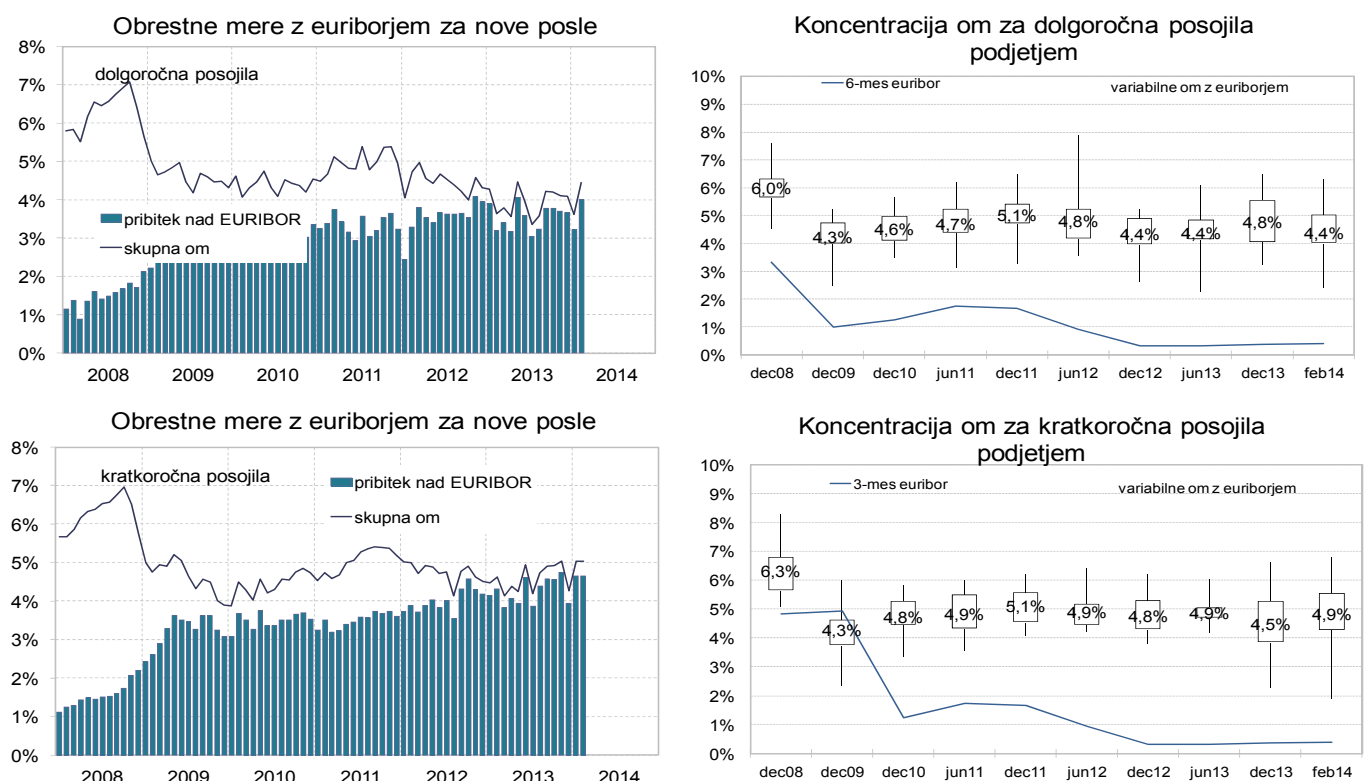 Obrestne mere z euriborjem za nove posle
8%
7%
6%
5%
4%
3%
2%
1%
0%
dolgoročna posojila
pribitek nad EURIBOR
skupna om
2008 2009 2010 2011 2012 2013 2014
Koncentracija om za dolgoročna posojila
podjetjem
10%
9%
8%
7%
6%
5%
4%
3%
2%
1%
0%
6-mes euribor
variabilne om z euriborjem
6,0% 4,3% 4,6% 4,7% 5,1% 4,8% 4,4% 4,4% 4,8% 4,4%
dec08 dec09 dec10 jun11 dec11 jun12 dec12 jun13 dec13 feb14
Obrestne mere z euriborjem za nove posle
8%
7%
6%
5%
4%
3%
2%
1%
0%
kratkoročna posojila
pribitek nad EURIBOR
skupna om
2008 2009 2010 2011 2012 2013 2014
Koncentracija om za kratkoročna posojila
podjetjem
10%
9%
8%
7%
6%
5%
4%
3%
2%
1%
0%
3-mes euribor
variabilne om z euriborjem
6,3% 4,3% 4,8% 4,9% 5,1% 4,9% 4,8% 4,9% 4,5% 4,9%
dec08 dec09 dec10 jun11 dec11 jun12 dec12 jun13 dec13 feb14